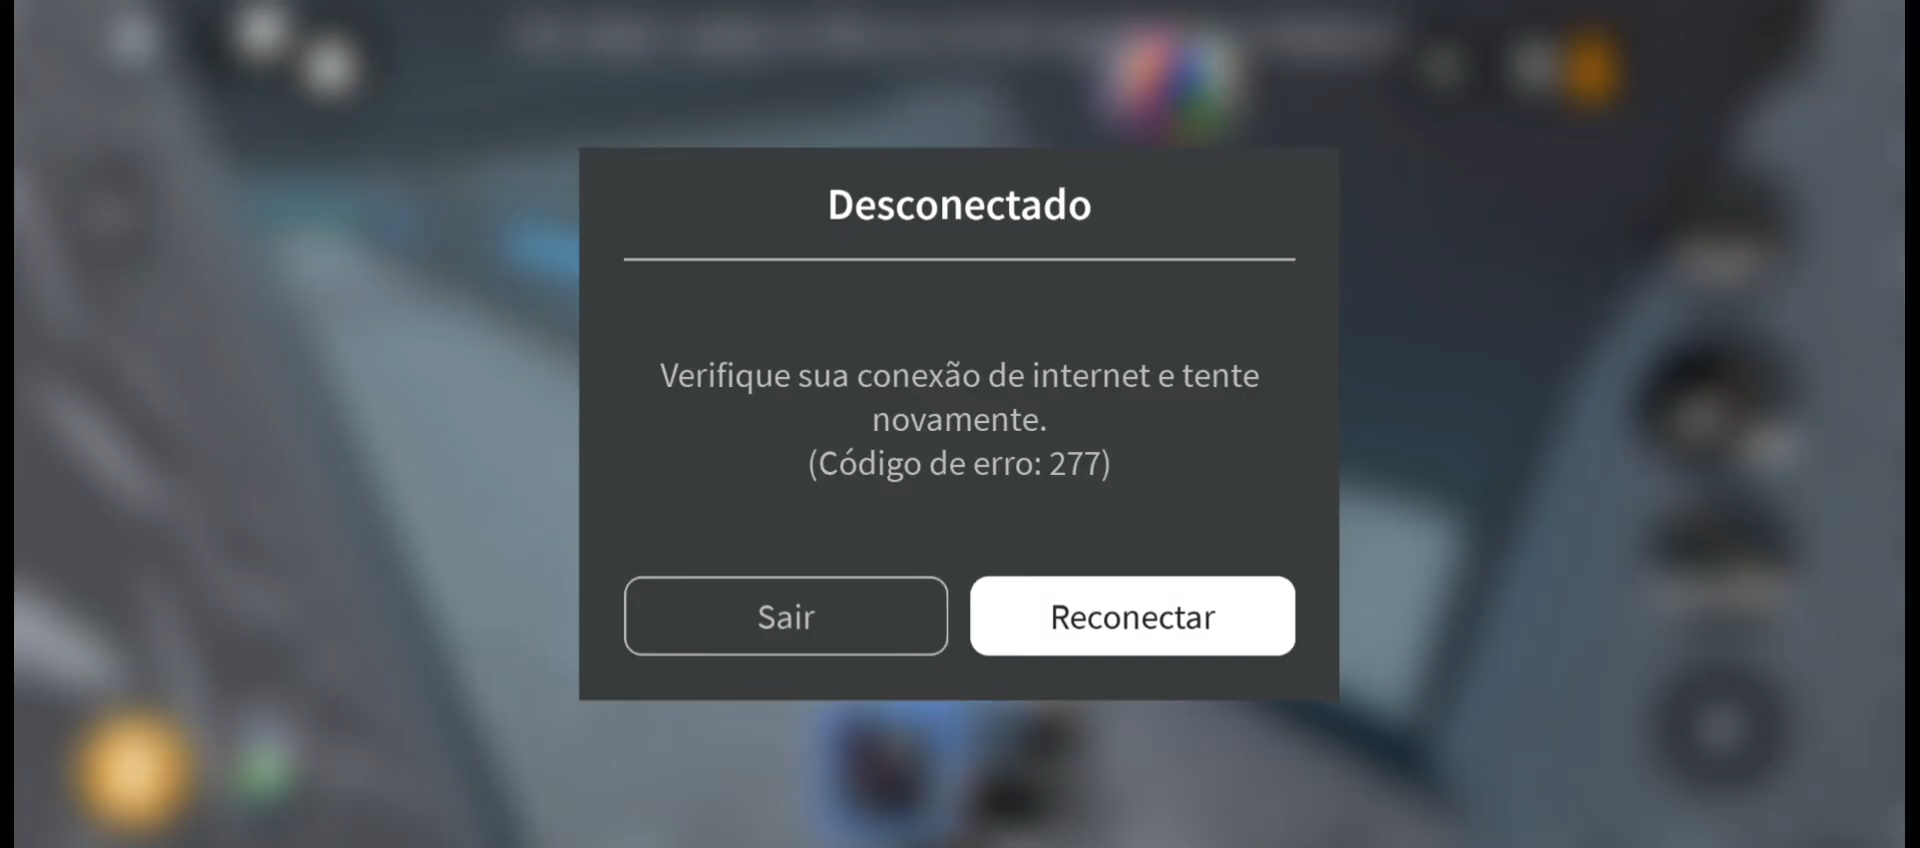 Desconectado
Verifique sua conexão de internet e tente
novamente.
(Código de erro: 277)
Sair
Reconectar